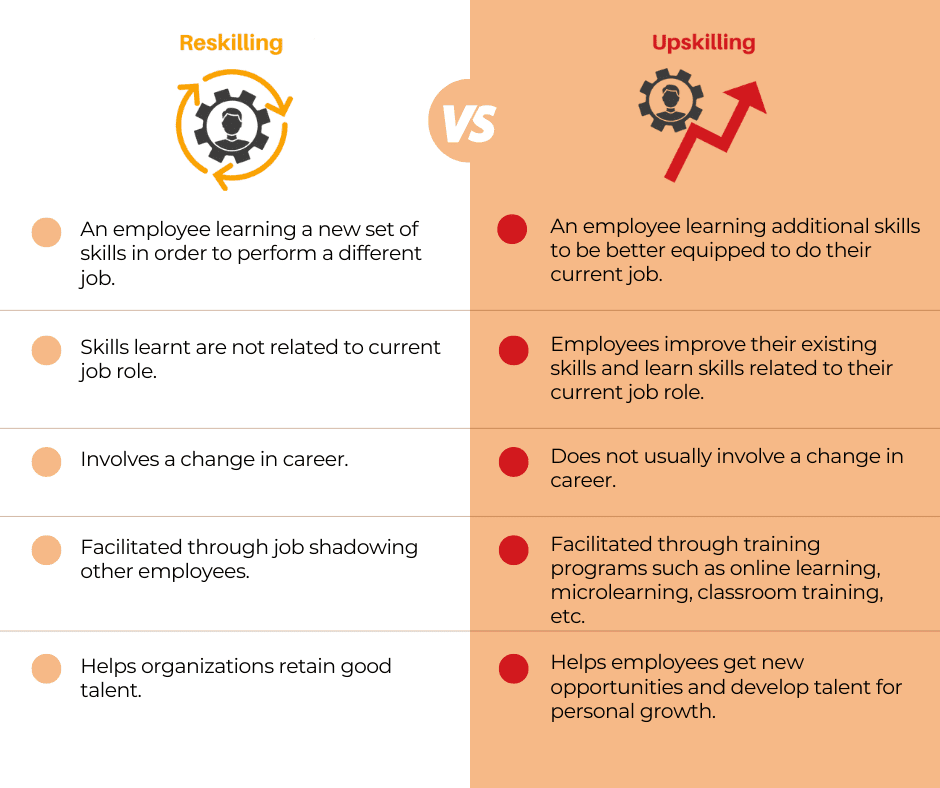 Reskilling
An employee learning a new set of
skills in order to perform a different
job.
Skills learnt are not related to current
job role.
Involves a change in career.
Facilitated through job shadowing
other employees.
Helps organizations retain good
talent.
VS
Upskilling
An employee learning additional skills
to be better equipped to do their
current job.
Employees improve their existing
skills and learn skills related to their
current job role.
Does not usually involve a change in
career.
Facilitated through training
programs such as online learning,
microlearning, classroom training,
etc.
Helps employees get new
opportunities and develop talent for
personal growth.